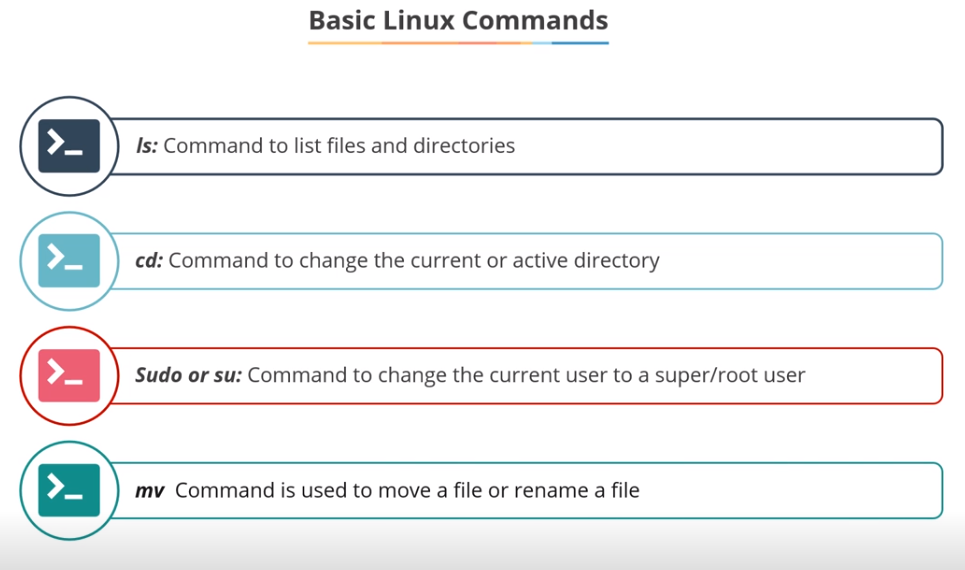 Basic Linux Commands
ls: Command to list files and directories
cd: Command to change the current or active directory
Sudo or su: Command to change the current user to a super/root user
mv Command is used to move a file or rename a file